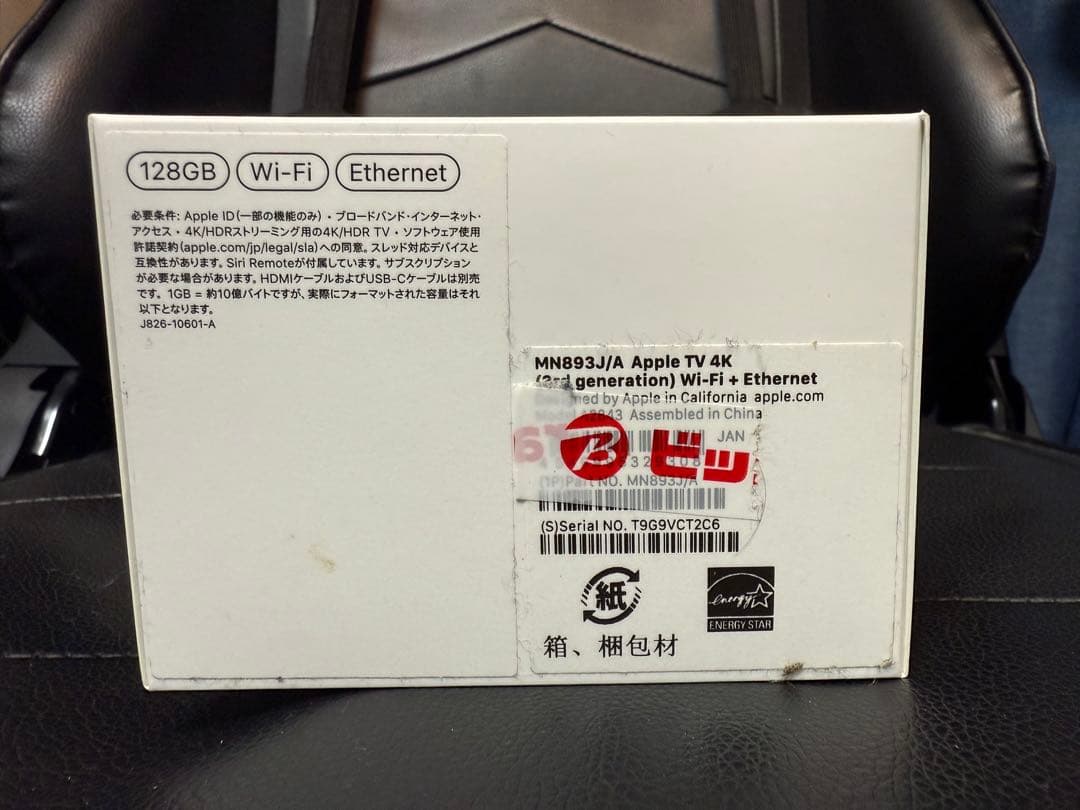 128GB Wi-Fi Ethernet
必要条件: Apple ID(一部の機能のみ)・ブロードバンド・インターネット・
アクセス・4K/HDRストリーミング用の4K/HDR TV・ソフトウェア使用
許諾契約(apple.com/jp/legal/sla)への同意。スレッド対応デバイスと
互換性があります。Siri Remoteが付属しています。サブスクリプション
が必要な場合があります。HDMIケーブルおよびUSB-Cケーブルは別売
です。1GB = 約10億バイトですが、実際にフォーマットされた容量はそれ
以下となります。
J826-10601-A
MN893J/A Apple TV 4K
(3rd generation) Wi-Fi + Ethernet
Designed by Apple in California apple.com
Model A2843 Assembled in China
JAN
ビッ
(1P)Part NO. MN893J/A
(S)Serial NO. T9G9VCT2C6
紙
energy
ENERGY STAR
箱、梱包材